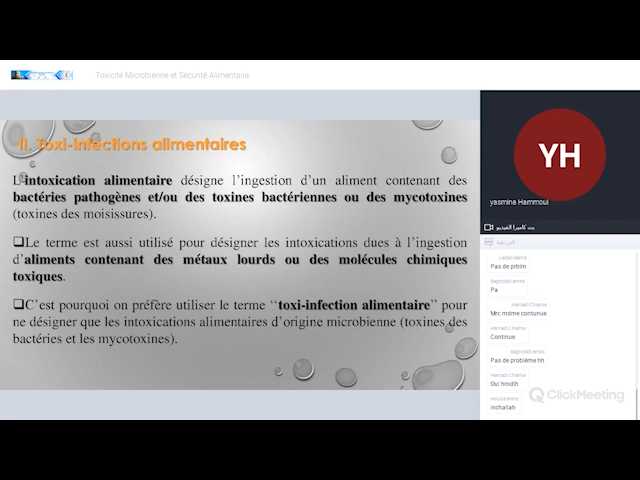 Toxicité Microbienne et Sécurité Alimentaire
II. Toxi-infections alimentaires
L'intoxication alimentaire désigne l'ingestion d'un aliment contenant des
bactéries pathogènes et/ou des toxines bactériennes ou des mycotoxines
(toxines des moisissures).
❑Le terme est aussi utilisé pour désigner les intoxications dues à l'ingestion
d'aliments contenant des métaux lourds ou des molécules chimiques
toxiques.
❑C'est pourquoi on préfère utiliser le terme ‘‘toxi-infection alimentaire’’ pour
ne désigner que les intoxications alimentaires d'origine microbienne (toxines des
bactéries et les mycotoxines).
YH
yasmina Hammoui
بث كاميرا الفيديو
الدردشة
Pas de prblm
Baghdadi amira
Pa
Hamadi Chaima
Mrc môme contunue
Hamadi Chaima
Continue
Baghdadi amira
Pas de problème hh
Hamadi Chaima
Oui hmdlh
inchallah
ClickMeeting